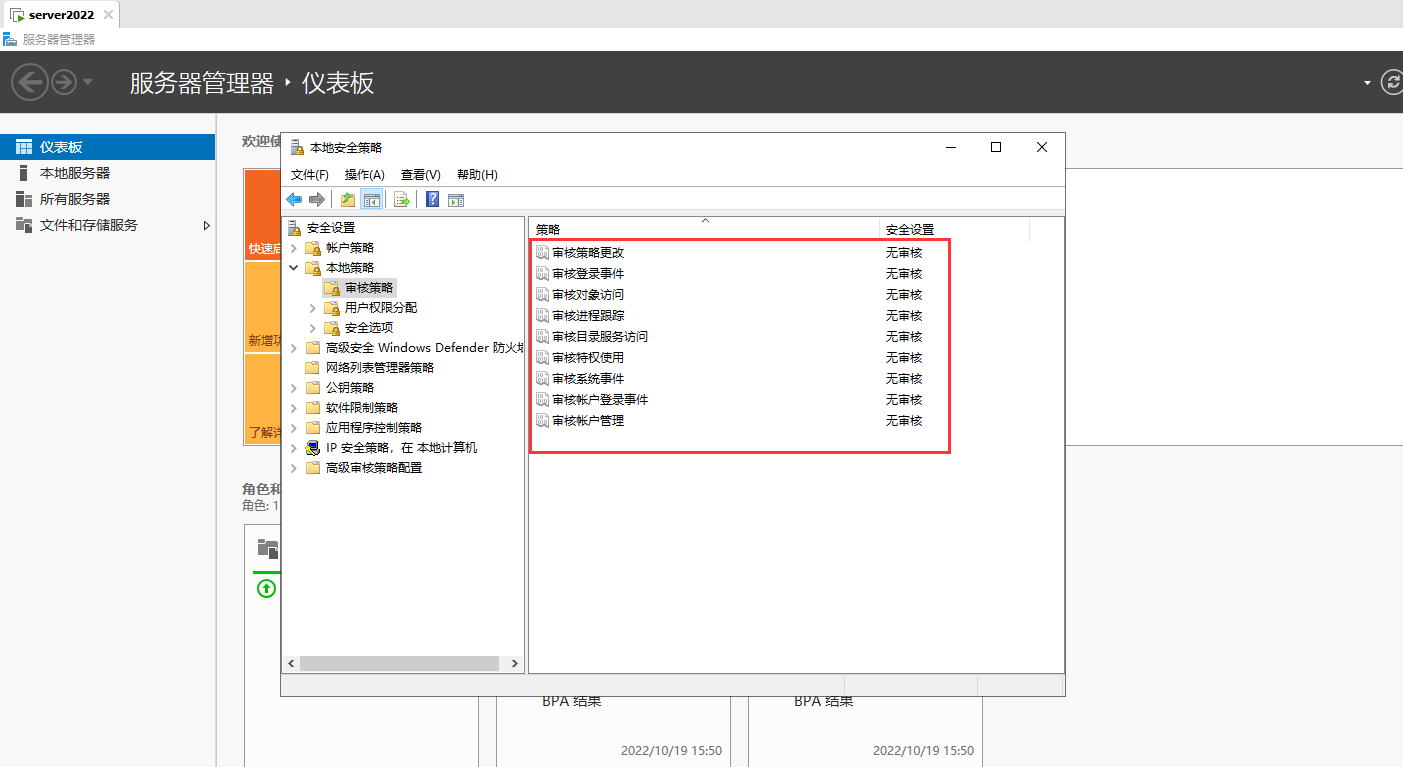 server2022
服务器管理器
服务器管理器 ‣ 仪表板
仪表板
本地服务器
所有服务器
文件和存储服务
欢迎使
快速启
新增功
了解详
角色和
角色: 1
本地安全策略
文件(F) 操作(A) 查看(V) 帮助(H)
安全设置
帐户策略
本地策略
审核策略
用户权限分配
安全选项
高级安全 Windows Defender 防火墙
网络列表管理器策略
公钥策略
软件限制策略
应用程序控制策略
IP 安全策略，在 本地计算机
高级审核策略配置
策略 安全设置
审核策略更改 无审核
审核登录事件 无审核
审核对象访问 无审核
审核进程跟踪 无审核
审核目录服务访问 无审核
审核特权使用 无审核
审核系统事件 无审核
审核帐户登录事件 无审核
审核帐户管理 无审核
BPA 结果 BPA 结果
2022/10/19 15:50 2022/10/19 15:50